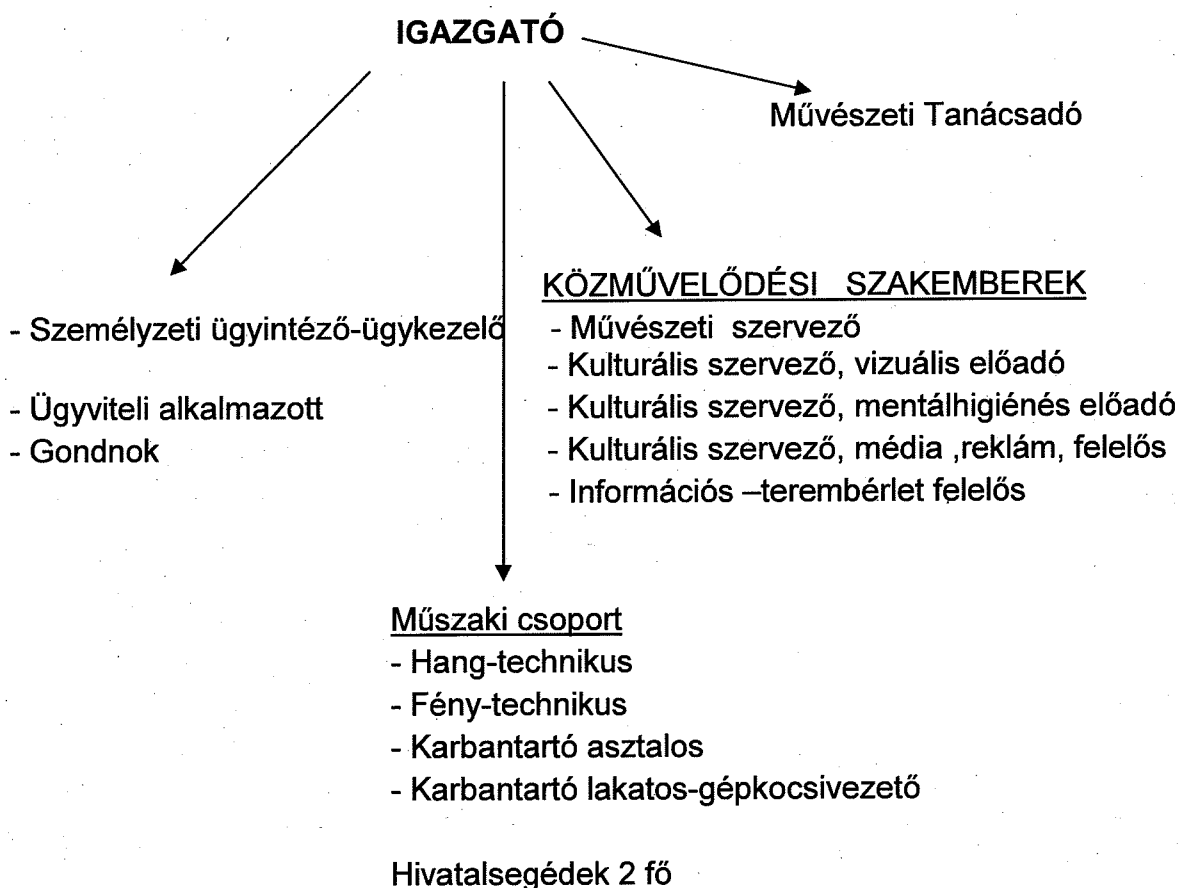 IGAZGATÓ
Művészeti Tanácsadó
- Személyzeti ügyintéző-ügykezelő
- Ügyviteli alkalmazott
- Gondnok
KÖZMŰVELŐDÉSI SZAKEMBEREK
- Művészeti szervező
- Kulturális szervező, vizuális előadó
- Kulturális szervező, mentálhigiénés előadó
- Kulturális szervező, média ,reklám, felelős
- Információs –terembérlet felelős
Műszaki csoport
- Hang-technikus
- Fény-technikus
- Karbantartó asztalos
- Karbantartó lakatos-gépkocsivezető
Hivatalsegédek 2 fő